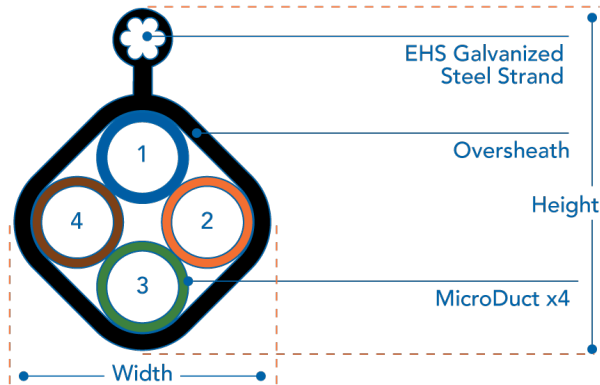 EHS Galvanized
Steel Strand
1
Oversheath
Height
4
2
3
MicroDuct x4
Width